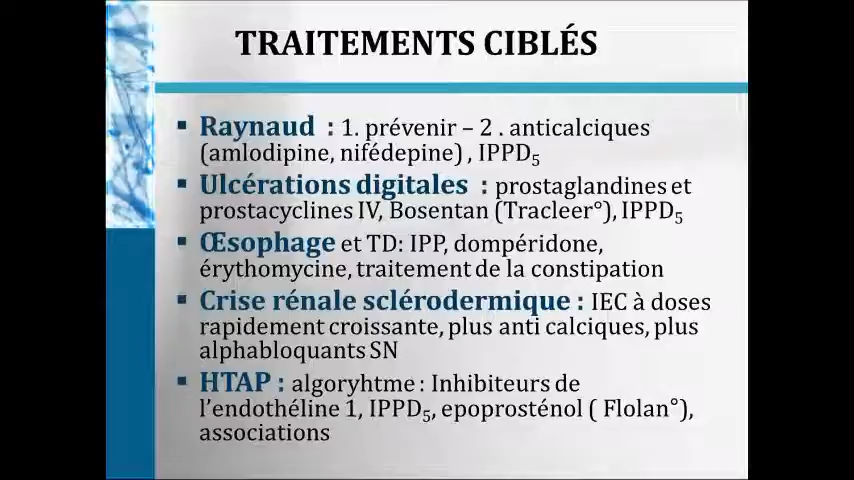 TRAITEMENTS CIBLÉS
▪ Raynaud : 1. prévenir – 2 . anticalciques
(amlodipine, nifédepine) , IPPD₅
▪ Ulcérations digitales : prostaglandines et
prostacyclines IV, Bosentan (Tracleer°), IPPD₅
▪ Œsophage et TD: IPP, dompéridone,
érythomycine, traitement de la constipation
▪ Crise rénale sclérodermique : IEC à doses
rapidement croissante, plus anti calciques, plus
alphabloquants SN
▪ HTAP : algoryhtme : Inhibiteurs de
l’endothéline 1, IPPD₅, epoprosténol ( Flolan°),
associations